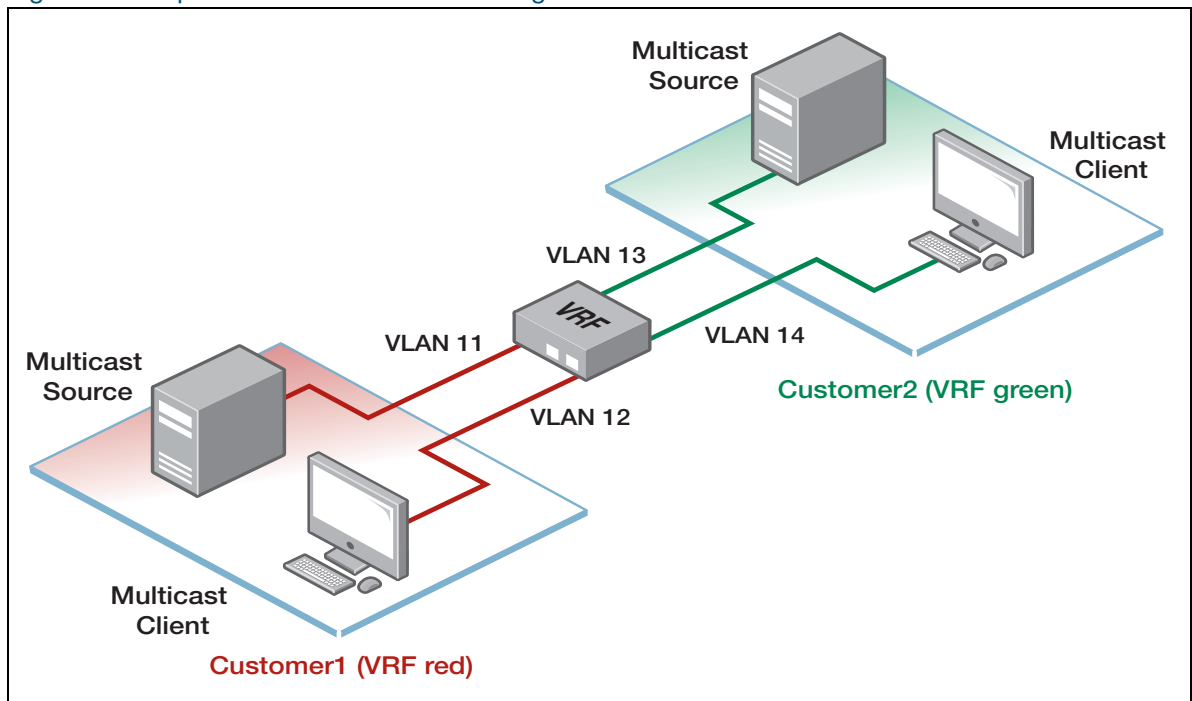 Multicast
Source
Multicast
Client
VLAN 13
VRF
VLAN 14
VLAN 11
Multicast
Source
Customer2 (VRF green)
VLAN 12
Multicast
Client
Customer1 (VRF red)